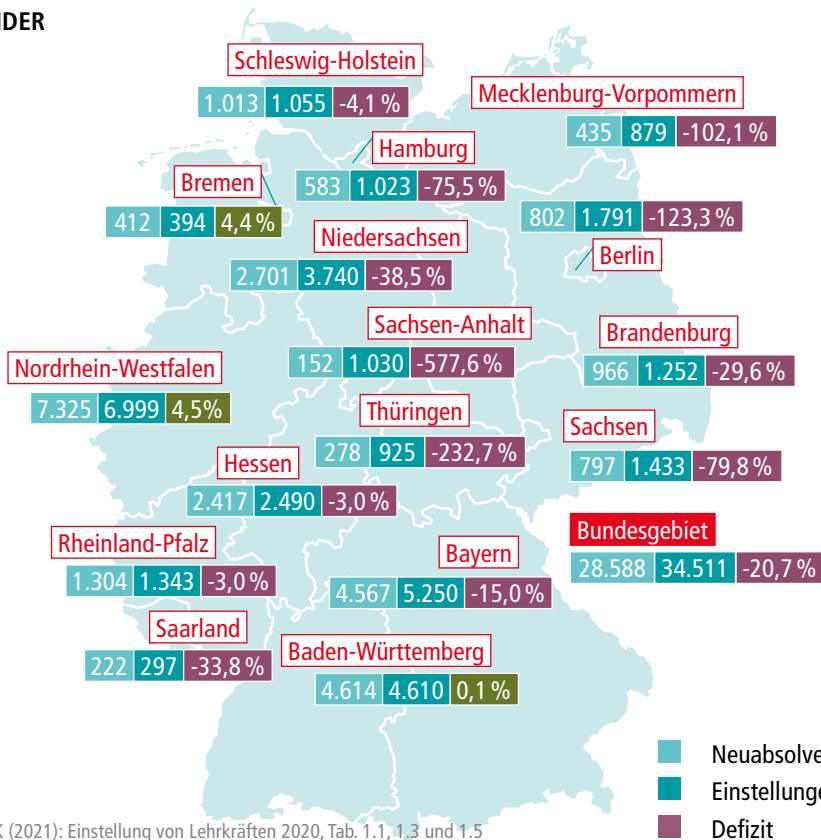 Schleswig-Holstein
1.013 1.055 -4,1 %
Mecklenburg-Vorpommern
435 879 -102,1 %
Hamburg
583 1.023 -75,5 %
Bremen
412 394 4,4 %
802 1.791 -123,3 %
Berlin
Niedersachsen
2.701 3.740 -38,5 %
Sachsen-Anhalt
152 1.030 -577,6 %
Brandenburg
966 1.252 -29,6 %
Nordrhein-Westfalen
7.325 6.999 4,5%
Thüringen
278 925 -232,7 %
Sachsen
797 1.433 -79,8 %
Hessen
2.417 2.490 -3,0 %
Bundesgebiet
28.588 34.511 -20,7 %
Rheinland-Pfalz
1.304 1.343 -3,0 %
Bayern
4.567 5.250 -15,0 %
Saarland
222 297 -33,8 %
Baden-Württemberg
4.614 4.610 0,1 %
Neuabsolve
Einstellunge
Defizit
(2021): Einstellung von Lehrkräften 2020, Tab. 1.1, 1.3 und 1.5